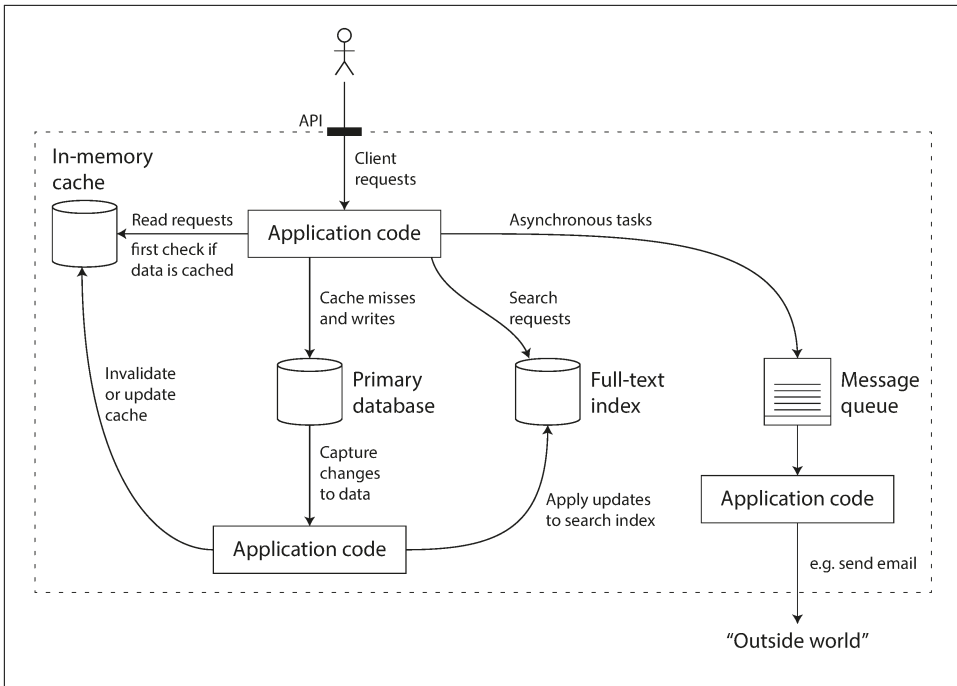 API
Client
requests
In-memory
cache
Read requests
first check if
data is cached
Application code
Asynchronous tasks
Cache misses
and writes
Search
requests
Invalidate
or update
cache
Primary
database
Full-text
index
Message
queue
Capture
changes
to data
Apply updates
to search index
Application code
Application code
e.g. send email
“Outside world”